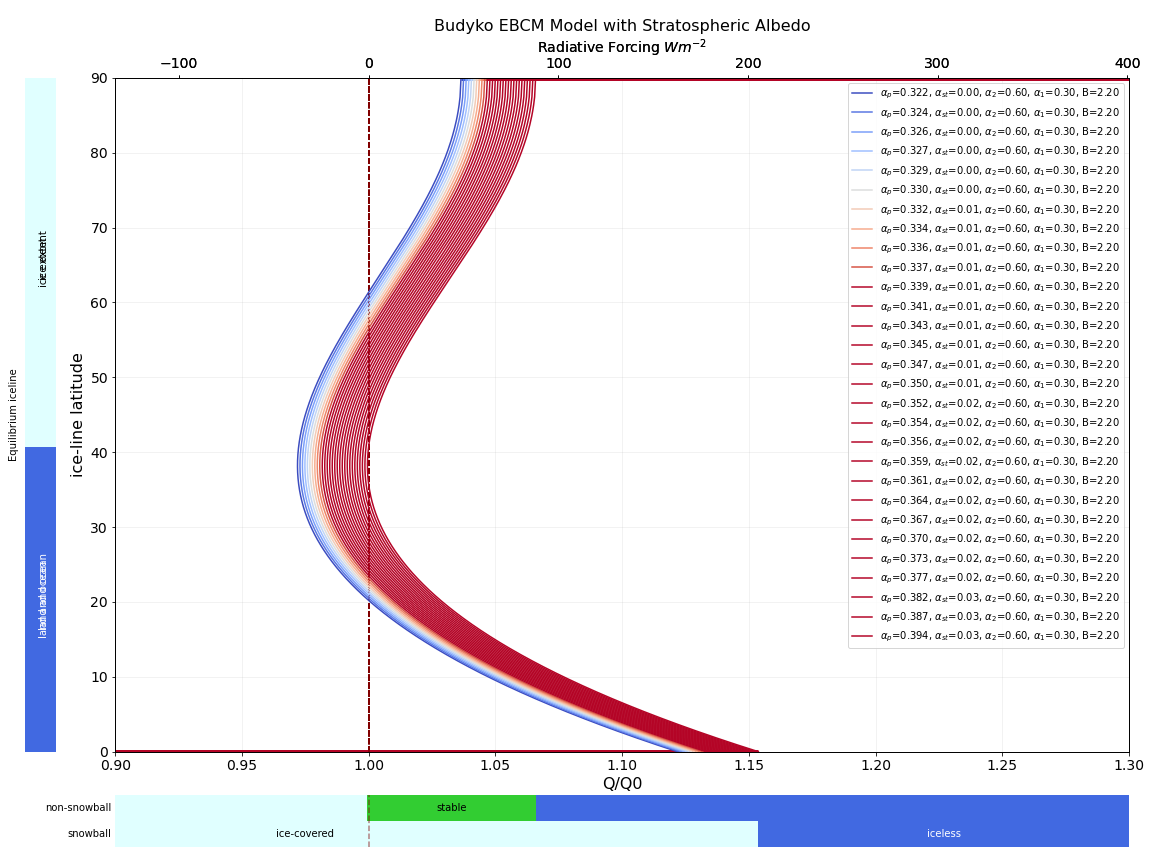 Budyko EBCM Model with Stratospheric Albedo
Radiative Forcing Wm⁻²
−100 0 100 200 300 400
90
80
70
60
50
40
30
20
10
0
ice-line latitude
Equilibrium iceline
0.90 0.95 1.00 1.05 1.10 1.15 1.20 1.25 1.30
Q/Q0
αp=0.322, αst=0.00, α2=0.60, α1=0.30, B=2.20
αp=0.324, αst=0.00, α2=0.60, α1=0.30, B=2.20
αp=0.326, αst=0.00, α2=0.60, α1=0.30, B=2.20
αp=0.327, αst=0.00, α2=0.60, α1=0.30, B=2.20
αp=0.329, αst=0.00, α2=0.60, α1=0.30, B=2.20
αp=0.330, αst=0.00, α2=0.60, α1=0.30, B=2.20
αp=0.332, αst=0.01, α2=0.60, α1=0.30, B=2.20
αp=0.334, αst=0.01, α2=0.60, α1=0.30, B=2.20
αp=0.336, αst=0.01, α2=0.60, α1=0.30, B=2.20
αp=0.337, αst=0.01, α2=0.60, α1=0.30, B=2.20
αp=0.339, αst=0.01, α2=0.60, α1=0.30, B=2.20
αp=0.341, αst=0.01, α2=0.60, α1=0.30, B=2.20
αp=0.343, αst=0.01, α2=0.60, α1=0.30, B=2.20
αp=0.345, αst=0.01, α2=0.60, α1=0.30, B=2.20
αp=0.347, αst=0.01, α2=0.60, α1=0.30, B=2.20
αp=0.350, αst=0.01, α2=0.60, α1=0.30, B=2.20
αp=0.352, αst=0.02, α2=0.60, α1=0.30, B=2.20
αp=0.354, αst=0.02, α2=0.60, α1=0.30, B=2.20
αp=0.356, αst=0.02, α2=0.60, α1=0.30, B=2.20
αp=0.359, αst=0.02, α2=0.60, α1=0.30, B=2.20
αp=0.361, αst=0.02, α2=0.60, α1=0.30, B=2.20
αp=0.364, αst=0.02, α2=0.60, α1=0.30, B=2.20
αp=0.367, αst=0.02, α2=0.60, α1=0.30, B=2.20
αp=0.370, αst=0.02, α2=0.60, α1=0.30, B=2.20
αp=0.373, αst=0.02, α2=0.60, α1=0.30, B=2.20
αp=0.377, αst=0.02, α2=0.60, α1=0.30, B=2.20
αp=0.382, αst=0.03, α2=0.60, α1=0.30, B=2.20
αp=0.387, αst=0.03, α2=0.60, α1=0.30, B=2.20
αp=0.394, αst=0.03, α2=0.60, α1=0.30, B=2.20
non-snowball
stable
snowball
ice-covered
iceless